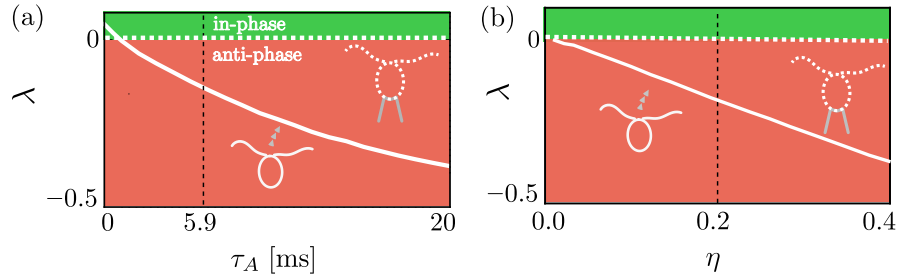 (a)
in-phase
anti-phase
0
λ
−0.5
0
5.9
20
τ_A [ms]
(b)
0
λ
−0.5
0.0
0.2
0.4
η